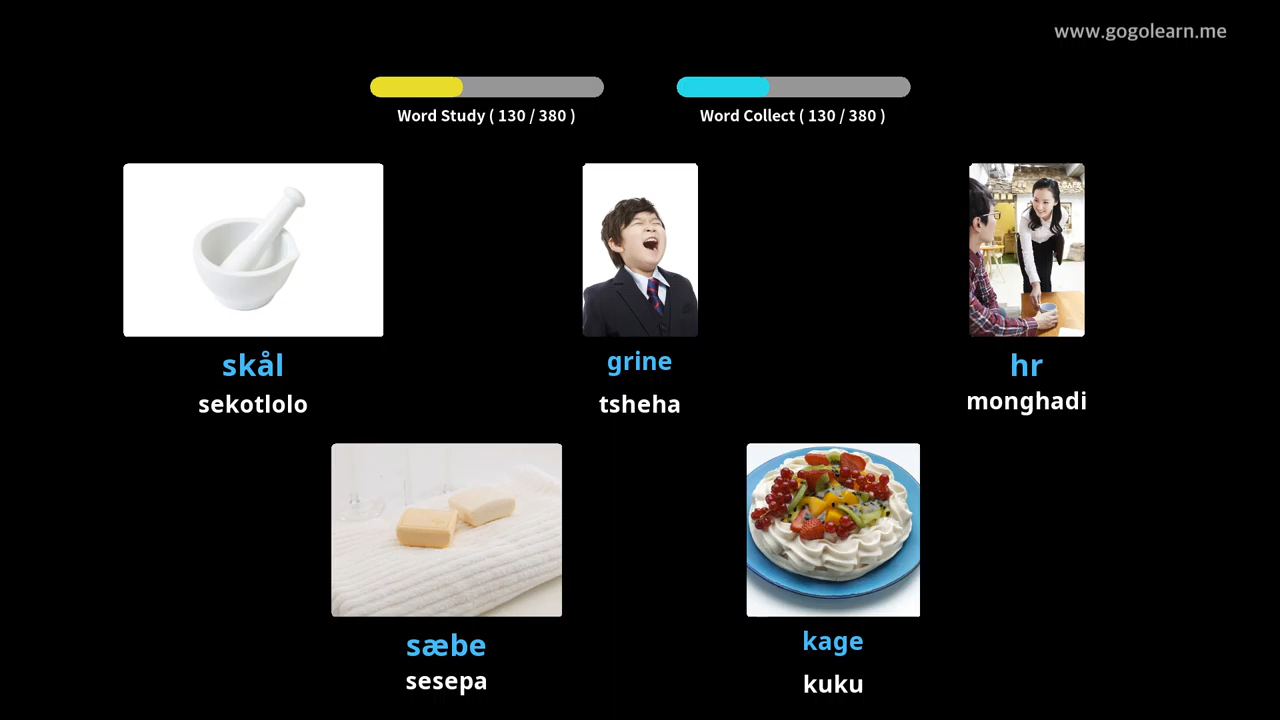 www.gogolearn.me
Word Study ( 130 / 380 )
Word Collect ( 130 / 380 )
skål
sekotlolo
grine
tsheha
hr
monghadi
sæbe
sesepa
kage
kuku